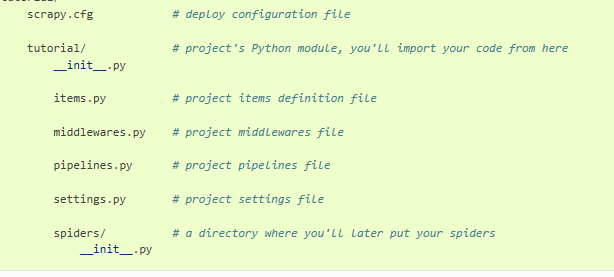 scrapy.cfg            # deploy configuration file
tutorial/             # project's Python module, you'll import your code from here
__init__.py
items.py          # project items definition file
middlewares.py    # project middlewares file
pipelines.py      # project pipelines file
settings.py       # project settings file
spiders/          # a directory where you'll later put your spiders
__init__.py